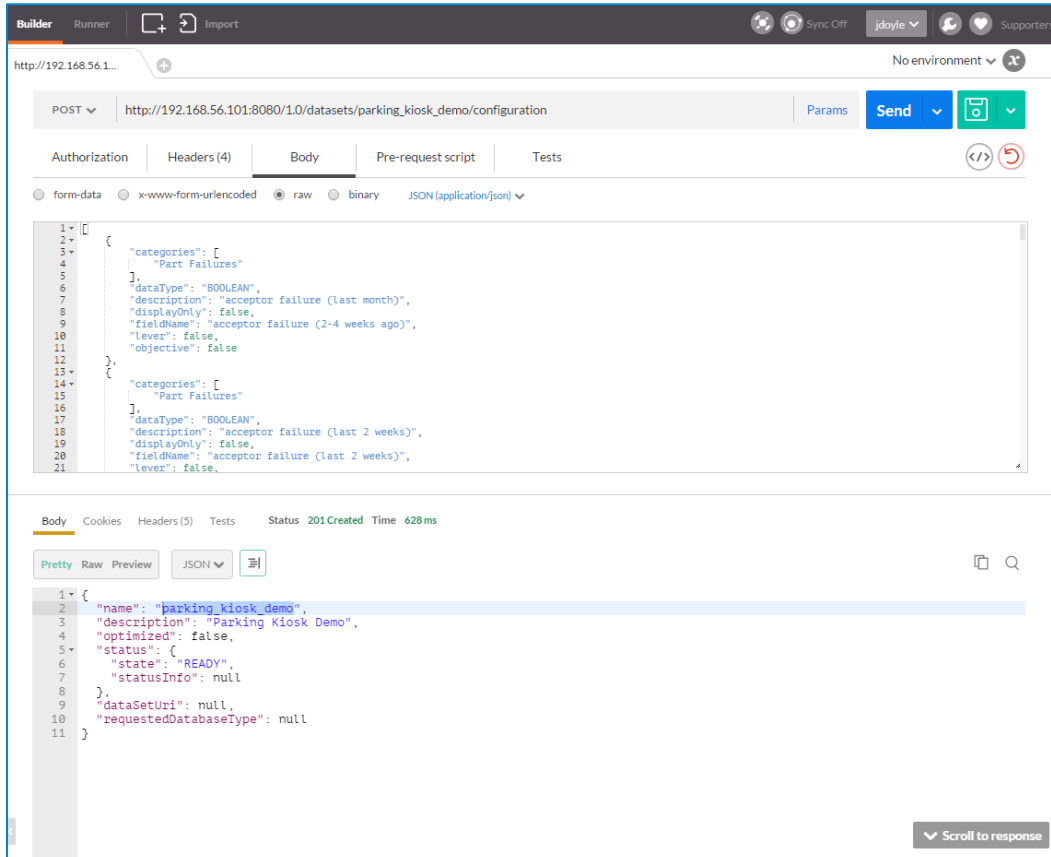 Builder Runner Import Sync Off jdoyle Supporters
http://192.168.56.1... No environment
POST http://192.168.56.101:8080/1.0/datasets/parking_kiosk_demo/configuration Params Send
Authorization Headers (4) Body Pre-request script Tests
form-data x-www-form-urlencoded raw binary JSON (application/json)
1 [
2 {
3 "categories": [
4 "Part Failures"
5 ],
6 "dataType": "BOOLEAN",
7 "description": "acceptor failure (last month)",
8 "displayOnly": false,
9 "fieldName": "acceptor failure (2-4 weeks ago)",
10 "lever": false,
11 "objective": false
12 },
13 {
14 "categories": [
15 "Part Failures"
16 ],
17 "dataType": "BOOLEAN",
18 "description": "acceptor failure (last 2 weeks)",
19 "displayOnly": false,
20 "fieldName": "acceptor failure (last 2 weeks)",
21 "lever": false,
Body Cookies Headers (5) Tests Status 201 Created Time 628 ms
Pretty Raw Preview JSON
1 {
2 "name": "parking_kiosk_demo",
3 "description": "Parking Kiosk Demo",
4 "optimized": false,
5 "status": {
6 "state": "READY",
7 "statusInfo": null
8 },
9 "dataSetUri": null,
10 "requestedDatabaseType": null
11 }
Scroll to response